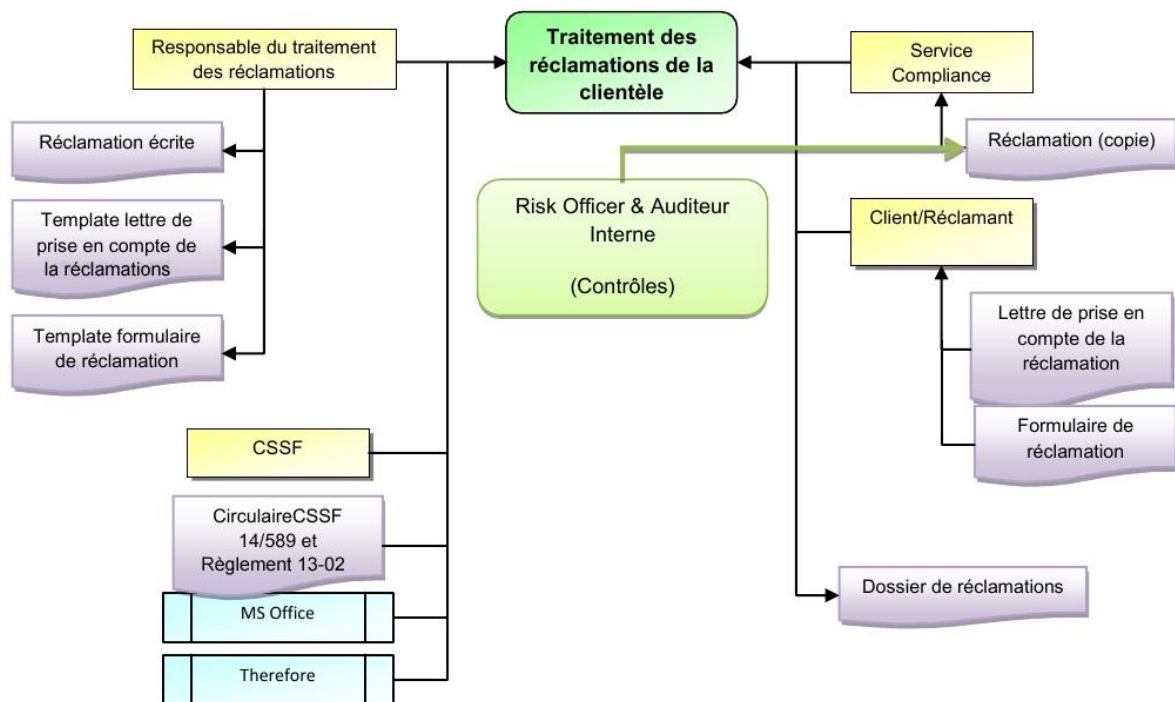 Responsable du traitement
des réclamations
Réclamation écrite
Template lettre de
prise en compte de
la réclamations
Template formulaire
de réclamation
CSSF
CirculaireCSSF
14/589 et
Règlement 13-02
MS Office
Therefore
Traitement des
réclamations de la
clientèle
Risk Officer & Auditeur
Interne
(Contrôles)
Service
Compliance
Réclamation (copie)
Client/Réclamant
Lettre de prise en
compte de la
réclamation
Formulaire de
réclamation
Dossier de réclamations